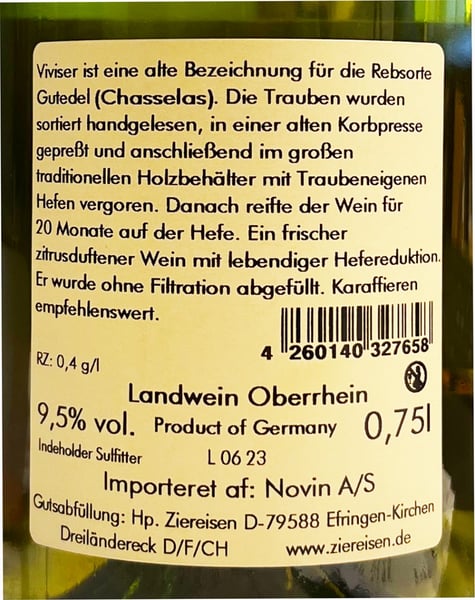 Viviser ist eine alte Bezeichnung für die Rebsorte
Gutedel (Chasselas). Die Trauben wurden
sortiert handgelesen, in einer alten Korbpresse
gepreßt und anschließend im großen
traditionellen Holzbehälter mit Traubeneigenen
Hefen vergoren. Danach reifte der Wein für
20 Monate auf der Hefe. Ein frischer
zitrusduftener Wein mit lebendiger Hefereduktion.
Er wurde ohne Filtration abgefüllt. Karaffieren
empfehlenswert.
4 260140 327658
RZ: 0,4 g/l
Landwein Oberrhein
9,5% vol. Product of Germany 0,75l
Indeholder Sulfitter L 06 23
Importeret af: Novin A/S
Gutsabfüllung: Hp. Ziereisen D-79588 Efringen-Kirchen
Dreiländereck D/F/CH www.ziereisen.de